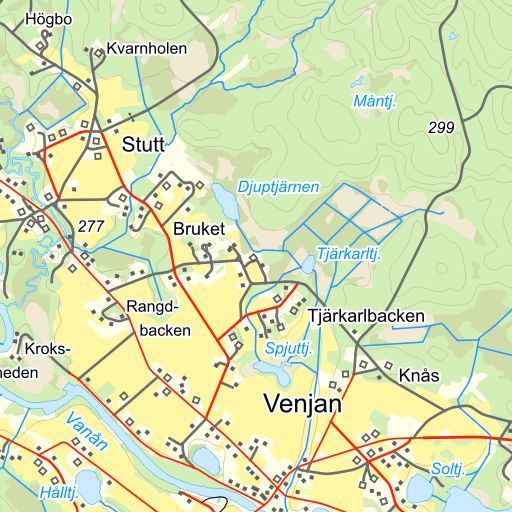 Högbo
Kvarnholen
Måntj.
299
Stutt
Djuptjärnen
277
Bruket
Tjärkarltj.
Rangd-
backen
Tjärkarlbacken
Kroks-
heden
Spjuttj.
Knås
Venjan
Vanån
Håltj.
Soltj.